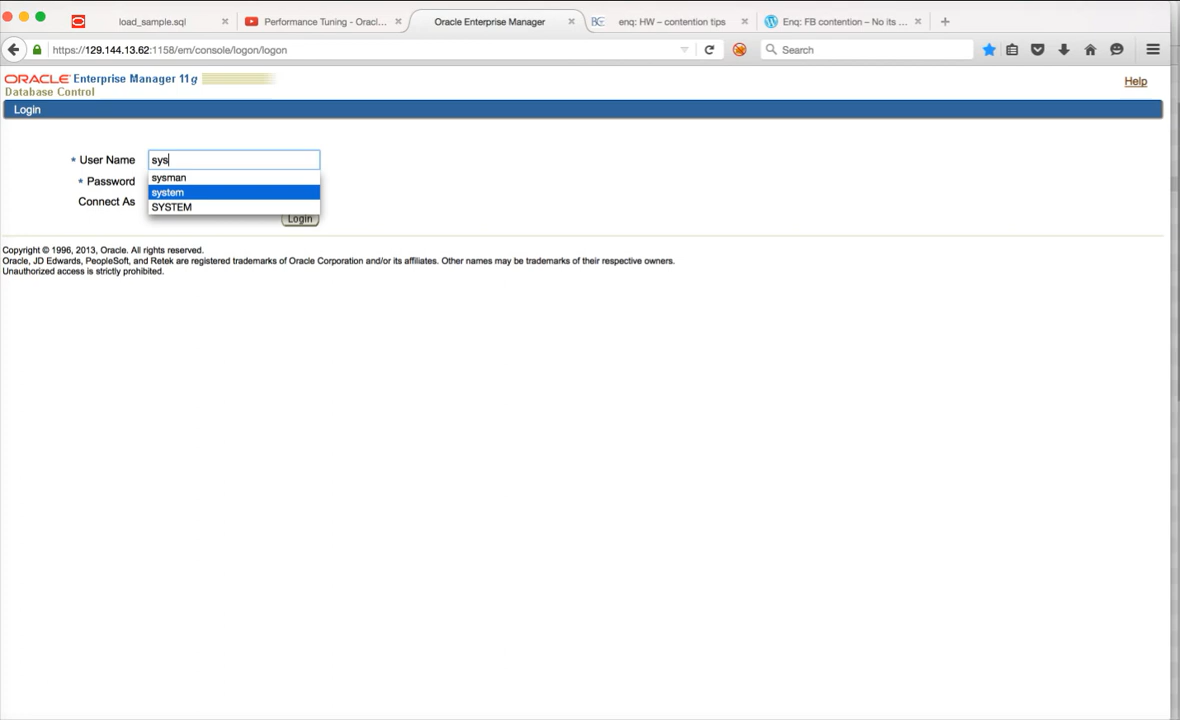 load_sample.sql
Performance Tuning - Oracl...
Oracle Enterprise Manager
enq: HW – contention tips
Enq: FB contention – No its ...
https://129.144.13.62:1158/em/console/logon/logon
Search
ORACLE Enterprise Manager 11g
Database Control
Help
Login
* User Name sys
sysman
* Password
system
Connect As
SYSTEM
Login
Copyright © 1996, 2013, Oracle. All rights reserved.
Oracle, JD Edwards, PeopleSoft, and Retek are registered trademarks of Oracle Corporation and/or its affiliates. Other names may be trademarks of their respective owners.
Unauthorized access is strictly prohibited.